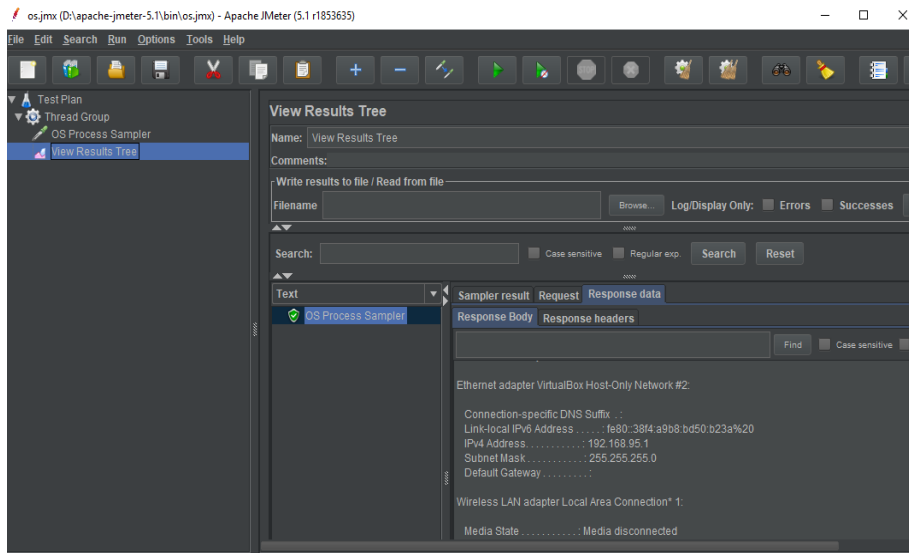 os.jmx (D:\apache-jmeter-5.1\bin\os.jmx) - Apache JMeter (5.1 r1853635)
File Edit Search Run Options Tools Help
Test Plan
Thread Group
OS Process Sampler
View Results Tree
View Results Tree
Name: View Results Tree
Comments:
Write results to file / Read from file
Filename Browse... Log/Display Only: Errors Successes
Search: Case sensitive Regular exp. Search Reset
Text
OS Process Sampler
Sampler result Request Response data
Response Body Response headers
Find Case sensitive
Ethernet adapter VirtualBox Host-Only Network #2:
Connection-specific DNS Suffix . :
Link-local IPv6 Address . . . . . : fe80::38f4:a9b8:bd50:b23a%20
IPv4 Address. . . . . . . . . . . : 192.168.95.1
Subnet Mask . . . . . . . . . . . : 255.255.255.0
Default Gateway . . . . . . . . . :
Wireless LAN adapter Local Area Connection* 1:
Media State . . . . . . . . . . . : Media disconnected